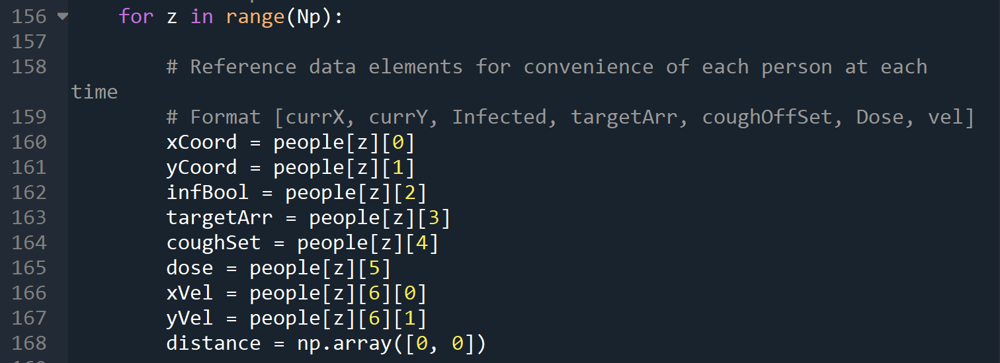 156 for z in range(Np):
157
158 # Reference data elements for convenience of each person at each
time
159 # Format [currX, currY, Infected, targetArr, coughOffSet, Dose, vel]
160 xCoord = people[z][0]
161 yCoord = people[z][1]
162 infBool = people[z][2]
163 targetArr = people[z][3]
164 coughSet = people[z][4]
165 dose = people[z][5]
166 xVel = people[z][6][0]
167 yVel = people[z][6][1]
168 distance = np.array([0, 0])